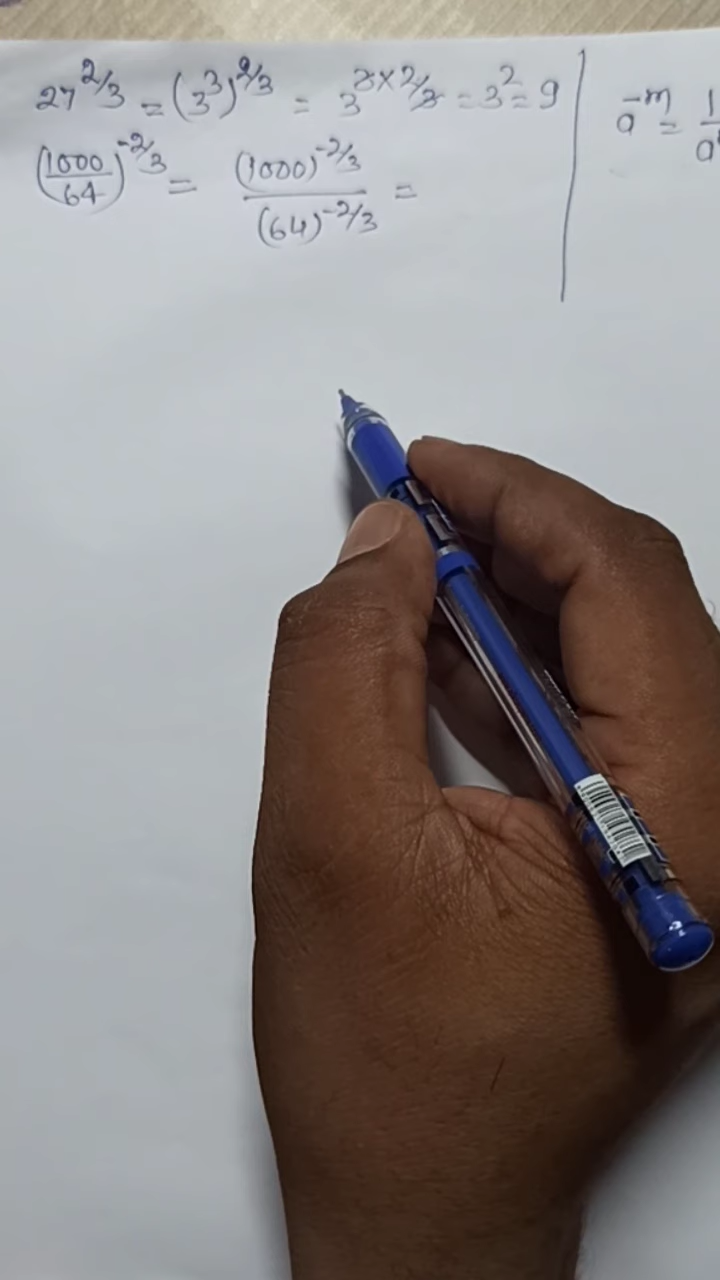 27^2/3 = (3^3)^2/3 = 3^3×2/3 = 3^2 = 9
(1000/64)^-2/3 = (1000)^-2/3 / (64)^-2/3 =
a^-m = 1/a